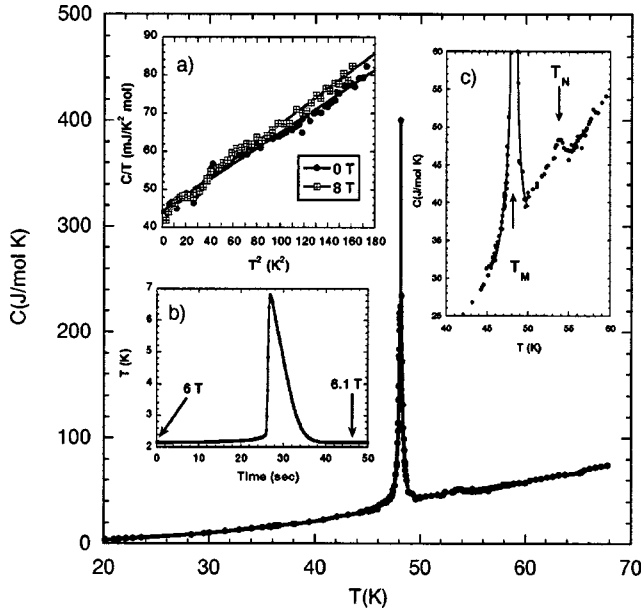 500
400
300
200
100
0
C(J/mol K)
20 30 40 50 60 70
T(K)
a)
90
80
70
60
50
40
C/T (mJ/K² mol)
0 T
8 T
0 20 40 60 80 100 120 140 160 180
T² (K²)
b)
7
6
5
4
3
2
T (K)
6 T
6.1 T
0 10 20 30 40 50
Time (sec)
c)
60
55
50
45
40
35
30
25
C(J/mol K)
T_N
T_M
40 45 50 55 60
T (K)